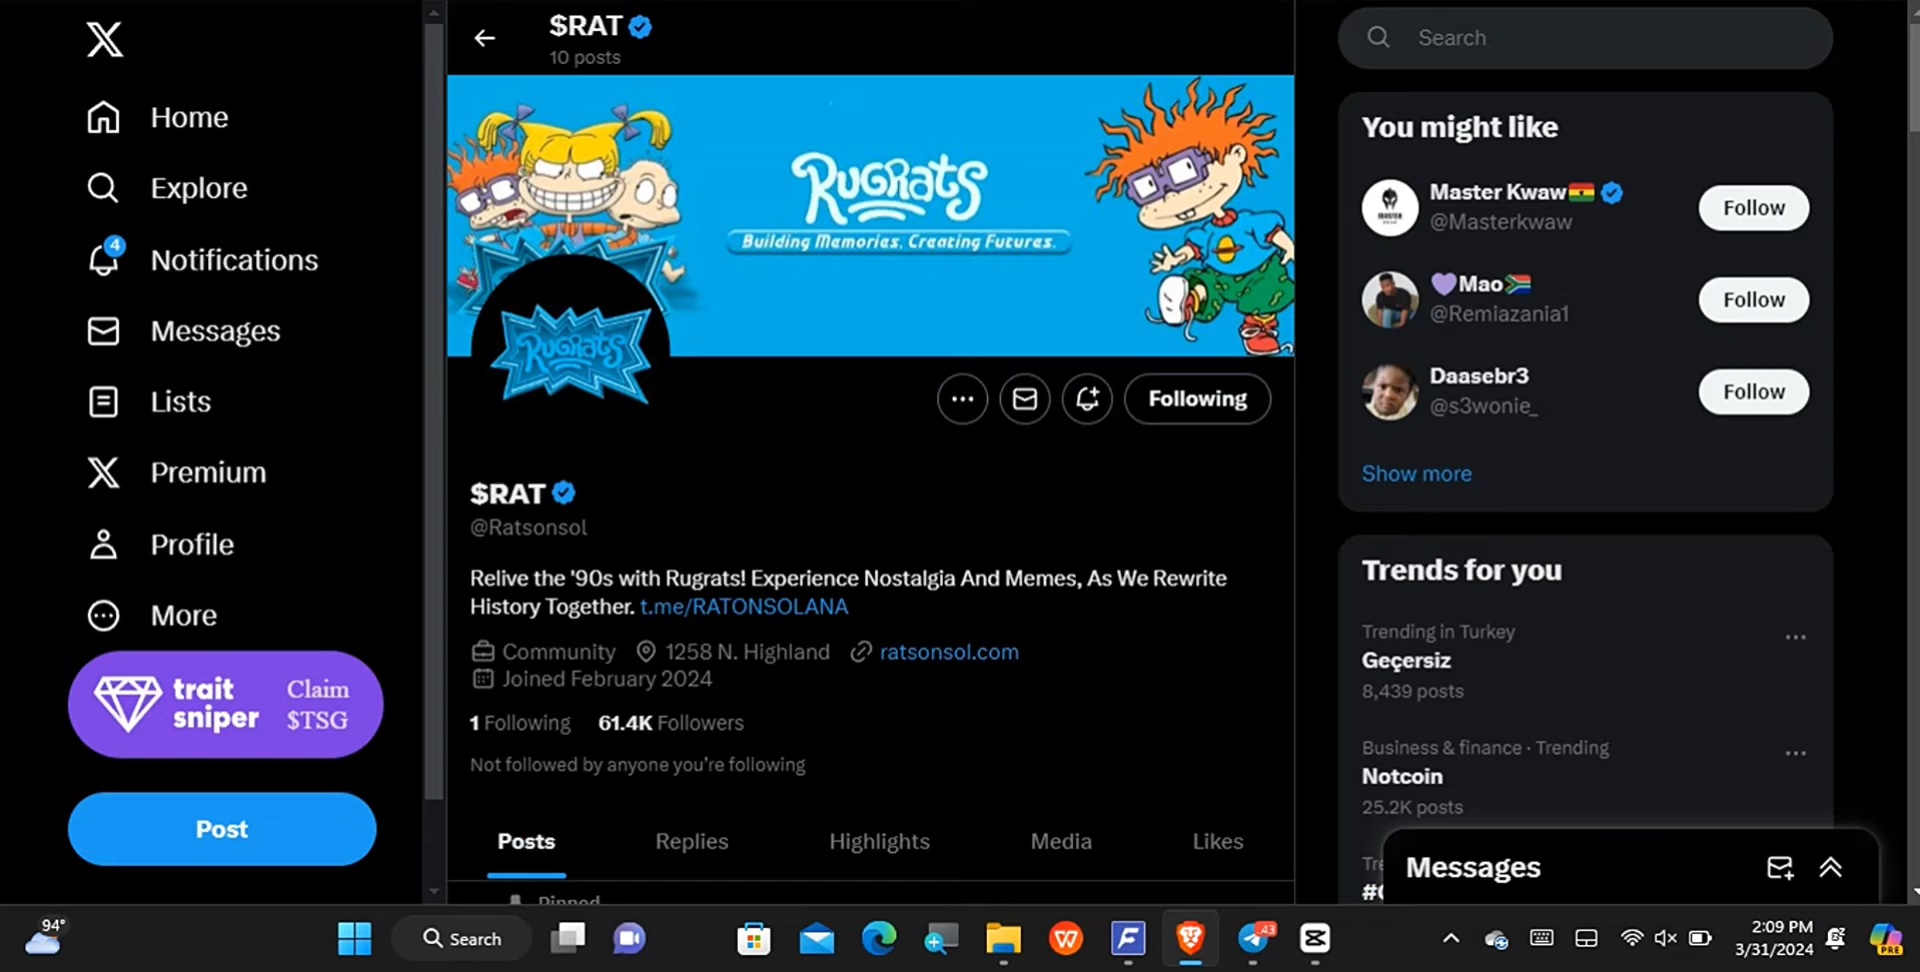 Home
Explore
4
Notifications
Messages
Lists
Premium
Profile
More
trait
sniper
Claim
$TSG
Post
$RAT
10 posts
RUGRatS
Building Memories, Creating Futures.
RUGRatS
Following
$RAT
@Ratsonsol
Relive the '90s with Rugrats! Experience Nostalgia And Memes, As We Rewrite
History Together. t.me/RATONSOLANA
Community 1258 N. Highland ratsonsol.com
Joined February 2024
1 Following 61.4K Followers
Not followed by anyone you're following
Posts Replies Highlights Media Likes
Pinned
Search
You might like
Master Kwaw
@Masterkwaw
Follow
Mao
@Remiazania1
Follow
Daasebr3
@s3wonie_
Follow
Show more
Trends for you
Trending in Turkey
Geçersiz
8,439 posts
Business & finance · Trending
Notcoin
25.2K posts
Messages
94°
Search
43
2:09 PM
3/31/2024
PRE